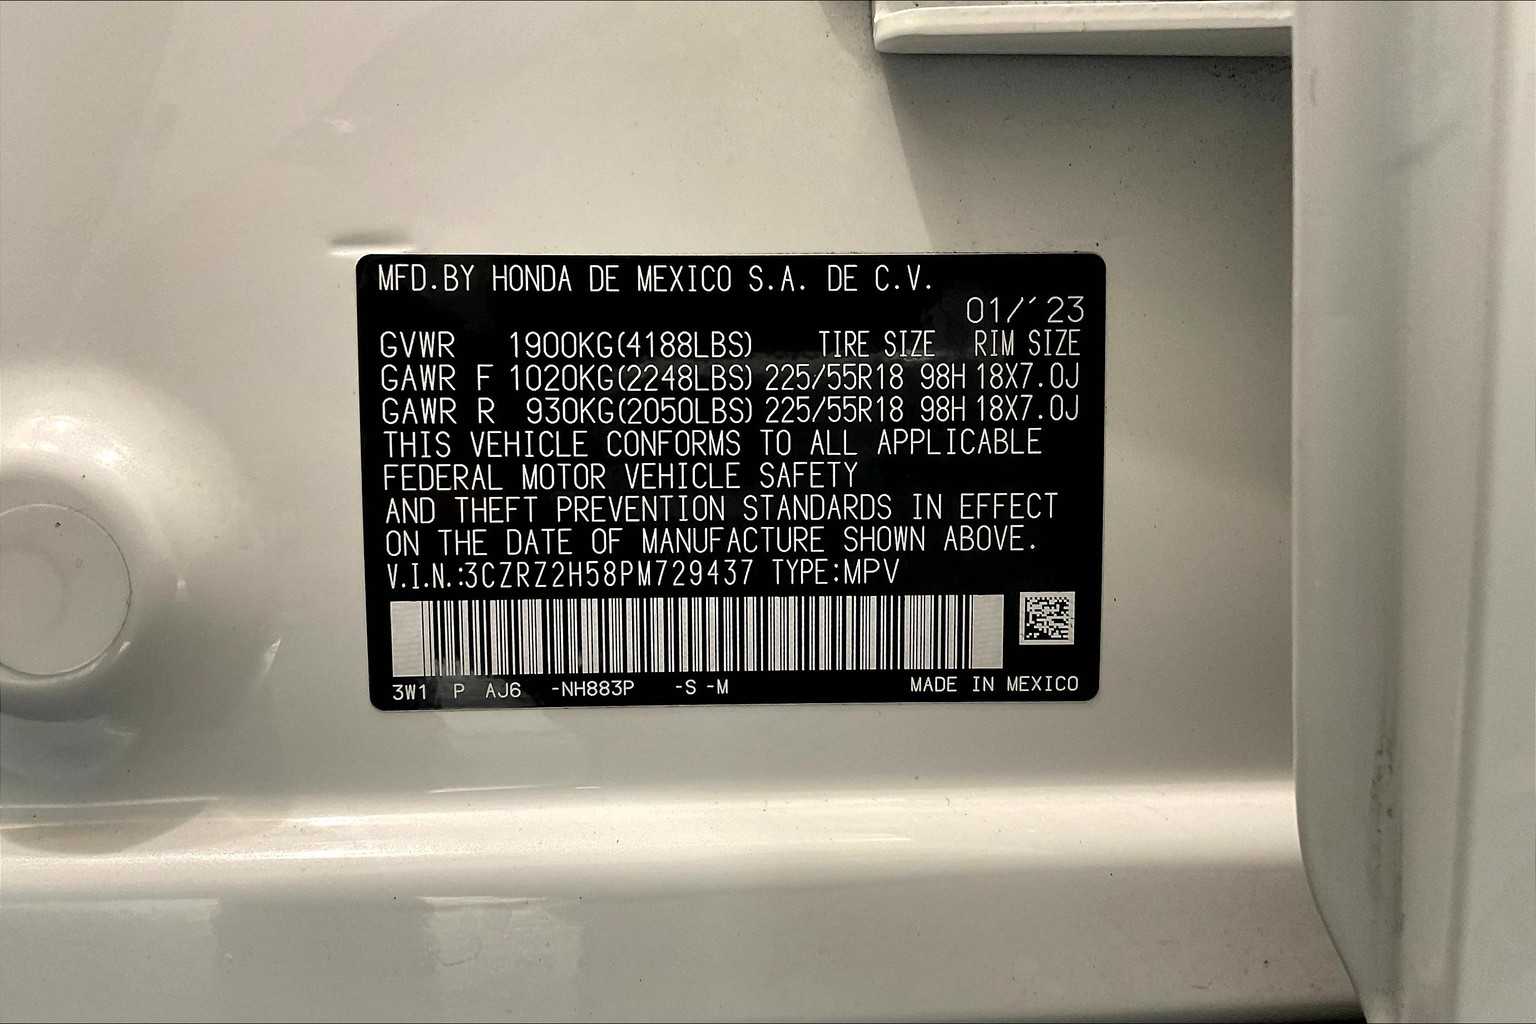 MFD.BY HONDA DE MEXICO S.A. DE C.V.
01/´23
GVWR 1900KG(4188LBS) TIRE SIZE RIM SIZE
GAWR F 1020KG(2248LBS) 225/55R18 98H 18X7.0J
GAWR R 930KG(2050LBS) 225/55R18 98H 18X7.0J
THIS VEHICLE CONFORMS TO ALL APPLICABLE
FEDERAL MOTOR VEHICLE SAFETY
AND THEFT PREVENTION STANDARDS IN EFFECT
ON THE DATE OF MANUFACTURE SHOWN ABOVE.
V.I.N.:3CZRZ2H58PM729437 TYPE:MPV
3W1 P AJ6 -NH883P -S -M MADE IN MEXICO